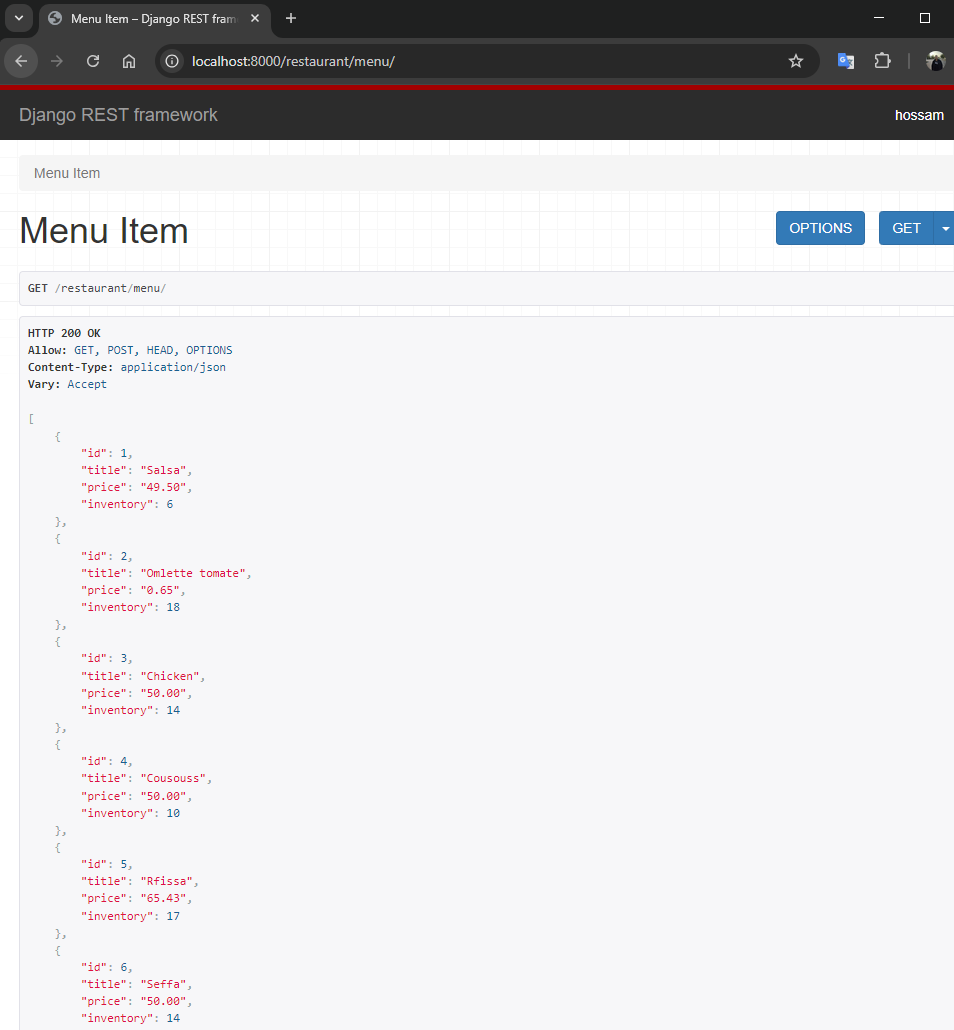 Menu Item – Django REST fram
localhost:8000/restaurant/menu/
Django REST framework
hossam
Menu Item
Menu Item
OPTIONS
GET
GET /restaurant/menu/
HTTP 200 OK
Allow: GET, POST, HEAD, OPTIONS
Content-Type: application/json
Vary: Accept
[
    {
        "id": 1,
        "title": "Salsa",
        "price": "49.50",
        "inventory": 6
    },
    {
        "id": 2,
        "title": "Omlette tomate",
        "price": "0.65",
        "inventory": 18
    },
    {
        "id": 3,
        "title": "Chicken",
        "price": "50.00",
        "inventory": 14
    },
    {
        "id": 4,
        "title": "Cousouss",
        "price": "50.00",
        "inventory": 10
    },
    {
        "id": 5,
        "title": "Rfissa",
        "price": "65.43",
        "inventory": 17
    },
    {
        "id": 6,
        "title": "Seffa",
        "price": "50.00",
        "inventory": 14